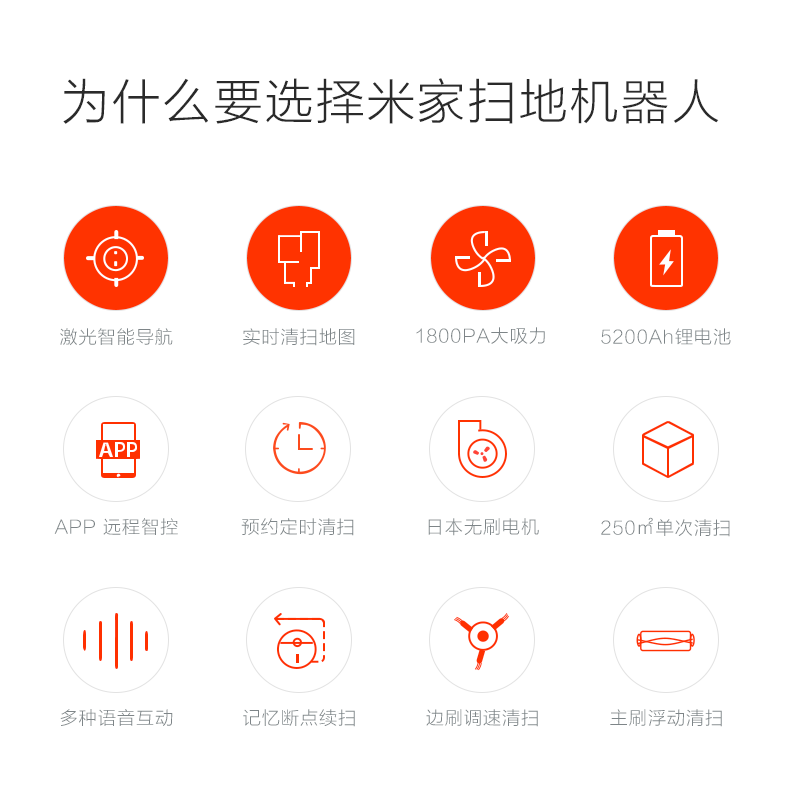 为什么要选择米家扫地机器人
激光智能导航
实时清扫地图
1800PA大吸力
5200Ah锂电池
APP
APP 远程智控
预约定时清扫
日本无刷电机
250㎡单次清扫
多种语音互动
记忆断点续扫
边刷调速清扫
主刷浮动清扫